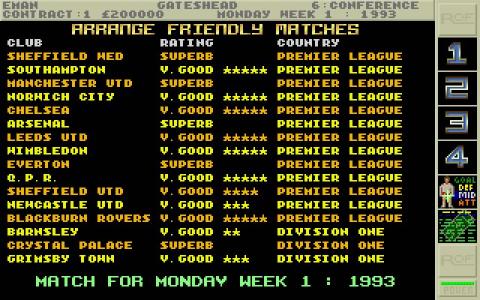 EMAN GATESHEAD 6:CONFERENCE
CONTRACT:1 £200000 MONDAY WEEK 1 : 1993
ARRANGE FRIENDLY MATCHES
CLUB RATING COUNTRY
SHEFFIELD WED SUPERB PREMIER LEAGUE
SOUTHAMPTON V.GOOD ***** PREMIER LEAGUE
MANCHESTER UTD SUPERB PREMIER LEAGUE
NORWICH CITY V.GOOD ***** PREMIER LEAGUE
CHELSEA V.GOOD ***** PREMIER LEAGUE
ARSENAL SUPERB PREMIER LEAGUE
LEEDS UTD V.GOOD ***** PREMIER LEAGUE
WIMBLEDON V.GOOD ***** PREMIER LEAGUE
EVERTON SUPERB PREMIER LEAGUE
Q.P.R. V.GOOD ***** PREMIER LEAGUE
SHEFFIELD UTD V.GOOD **** PREMIER LEAGUE
NEWCASTLE UTD V.GOOD *** PREMIER LEAGUE
BLACKBURN ROVERS V.GOOD ***** PREMIER LEAGUE
BARNSLEY V.GOOD ** DIVISION ONE
CRYSTAL PALACE SUPERB DIVISION ONE
GRIMSBY TOWN V.GOOD *** DIVISION ONE
MATCH FOR MONDAY WEEK 1 : 1993
1
2
3
4
GOAL
DEF
MID
ATT